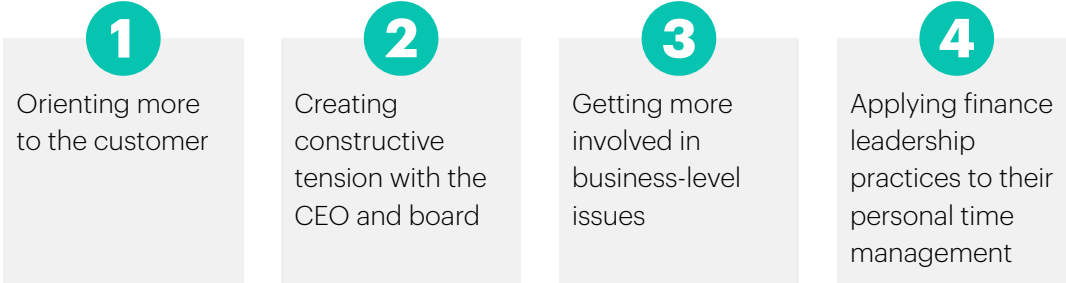 1
Orienting more
to the customer
2
Creating
constructive
tension with the
CEO and board
3
Getting more
involved in
business-level
issues
4
Applying finance
leadership
practices to their
personal time
management